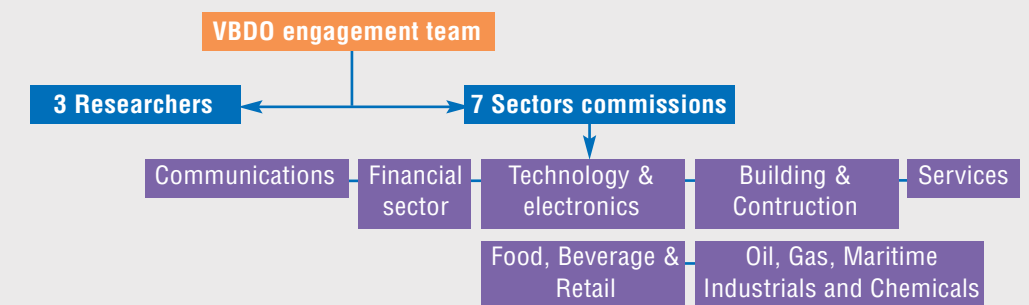 VBDO engagement team
3 Researchers
7 Sectors commissions
Communications
Financial
sector
Technology &
electronics
Building &
Contruction
Services
Food, Beverage &
Retail
Oil, Gas, Maritime
Industrials and Chemicals